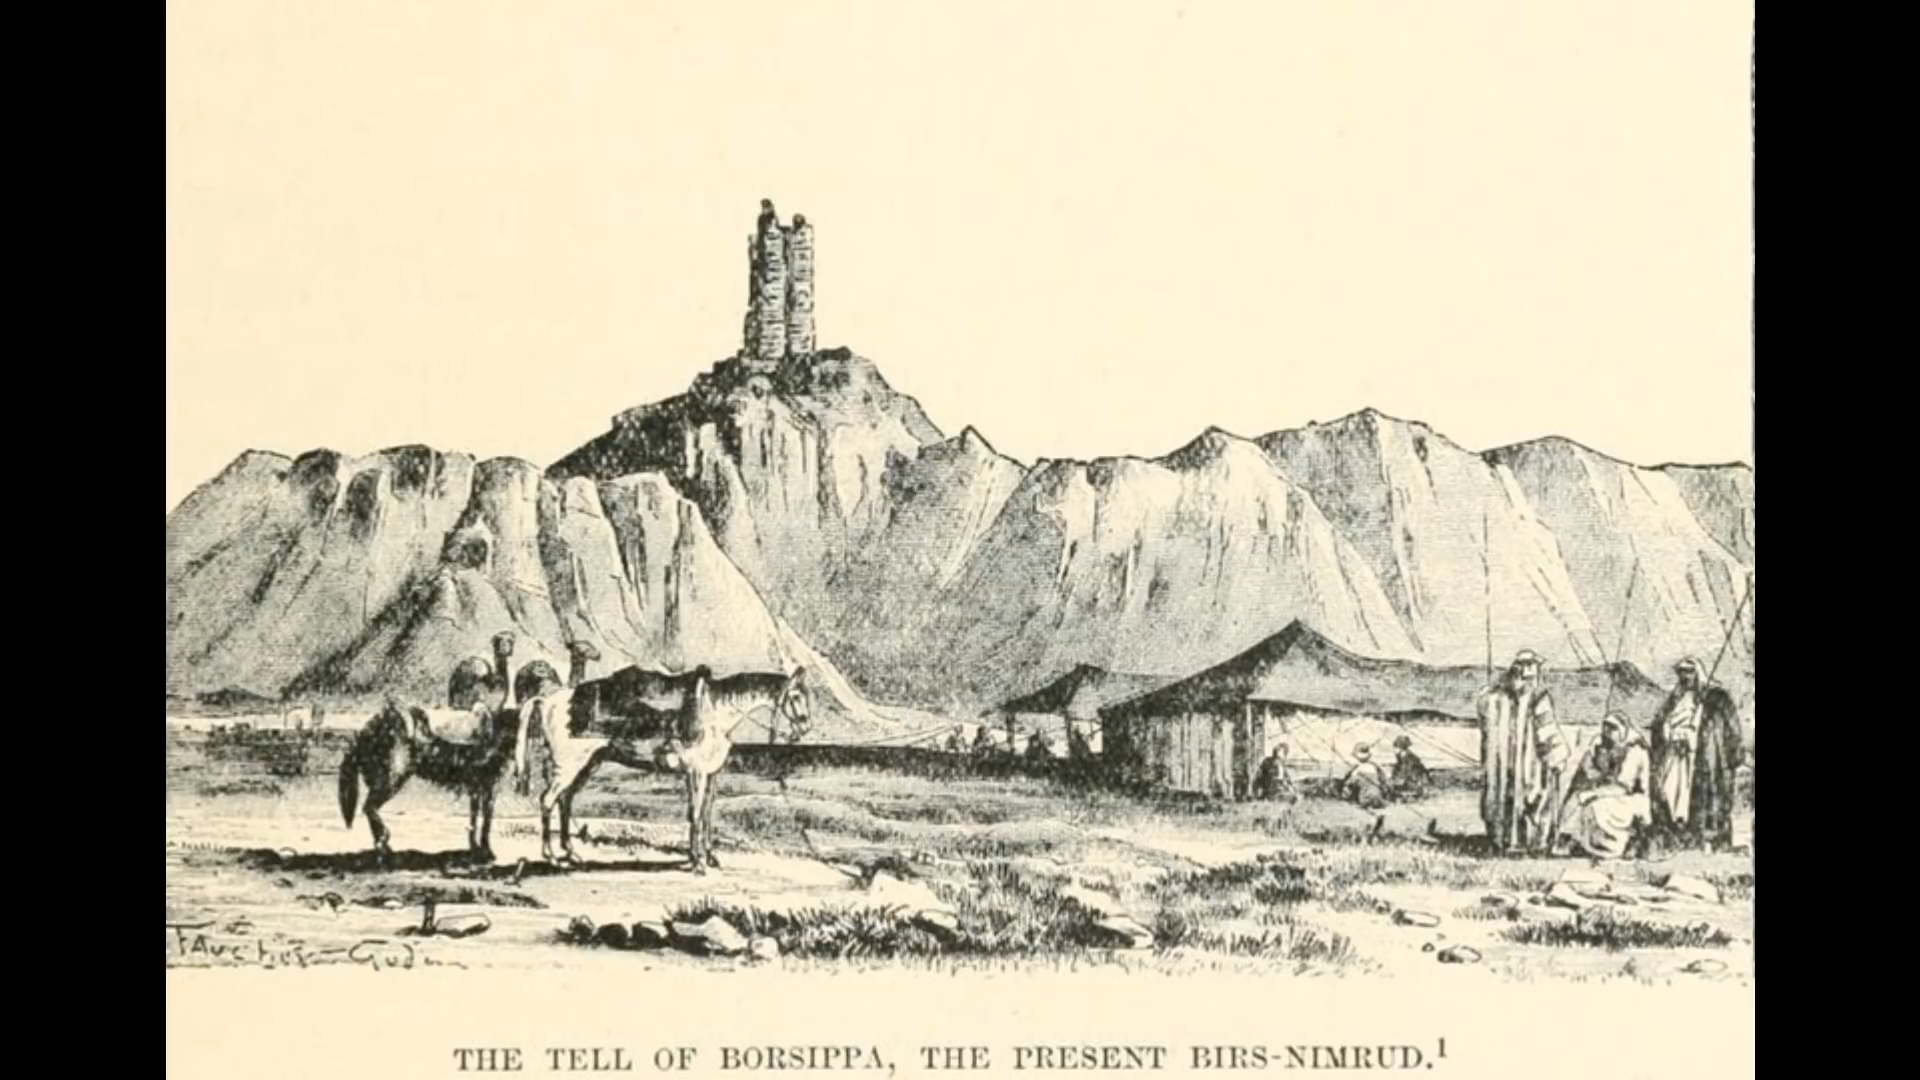 THE TELL OF BORSIPPA, THE PRESENT BIRS-NIMRUD.¹